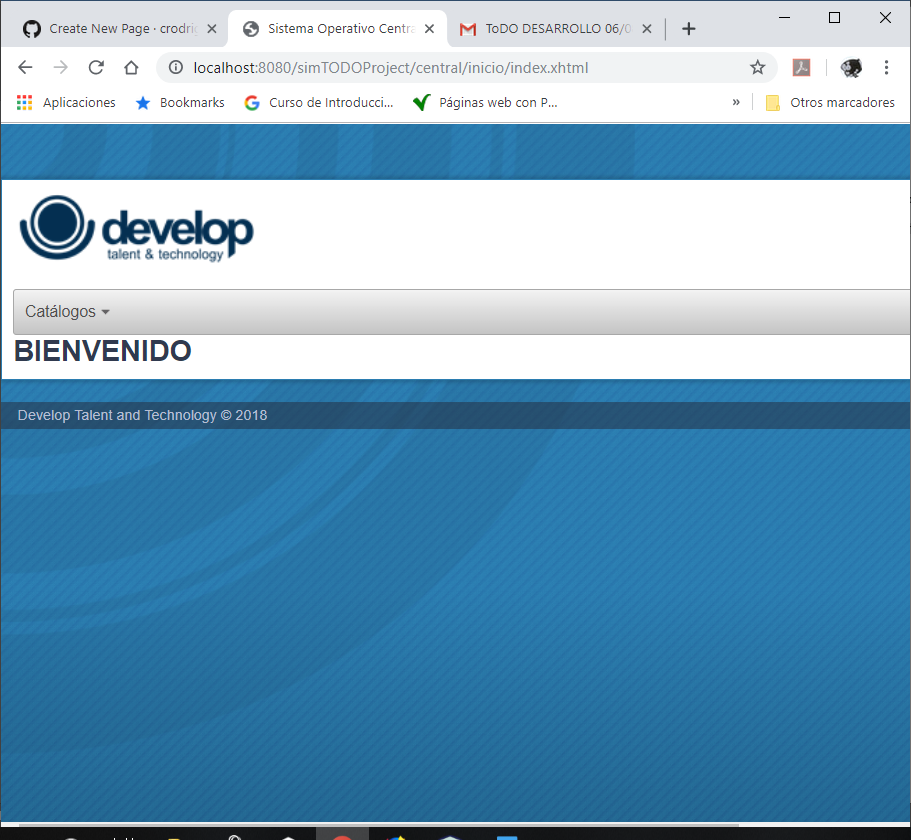 Create New Page · crodri
Sistema Operativo Centra
ToDO DESARROLLO 06/0
localhost:8080/simTODOProject/central/inicio/index.xhtml
Aplicaciones
Bookmarks
Curso de Introducci...
Páginas web con P...
»
Otros marcadores
develop
talent & technology
Catálogos
BIENVENIDO
Develop Talent and Technology © 2018